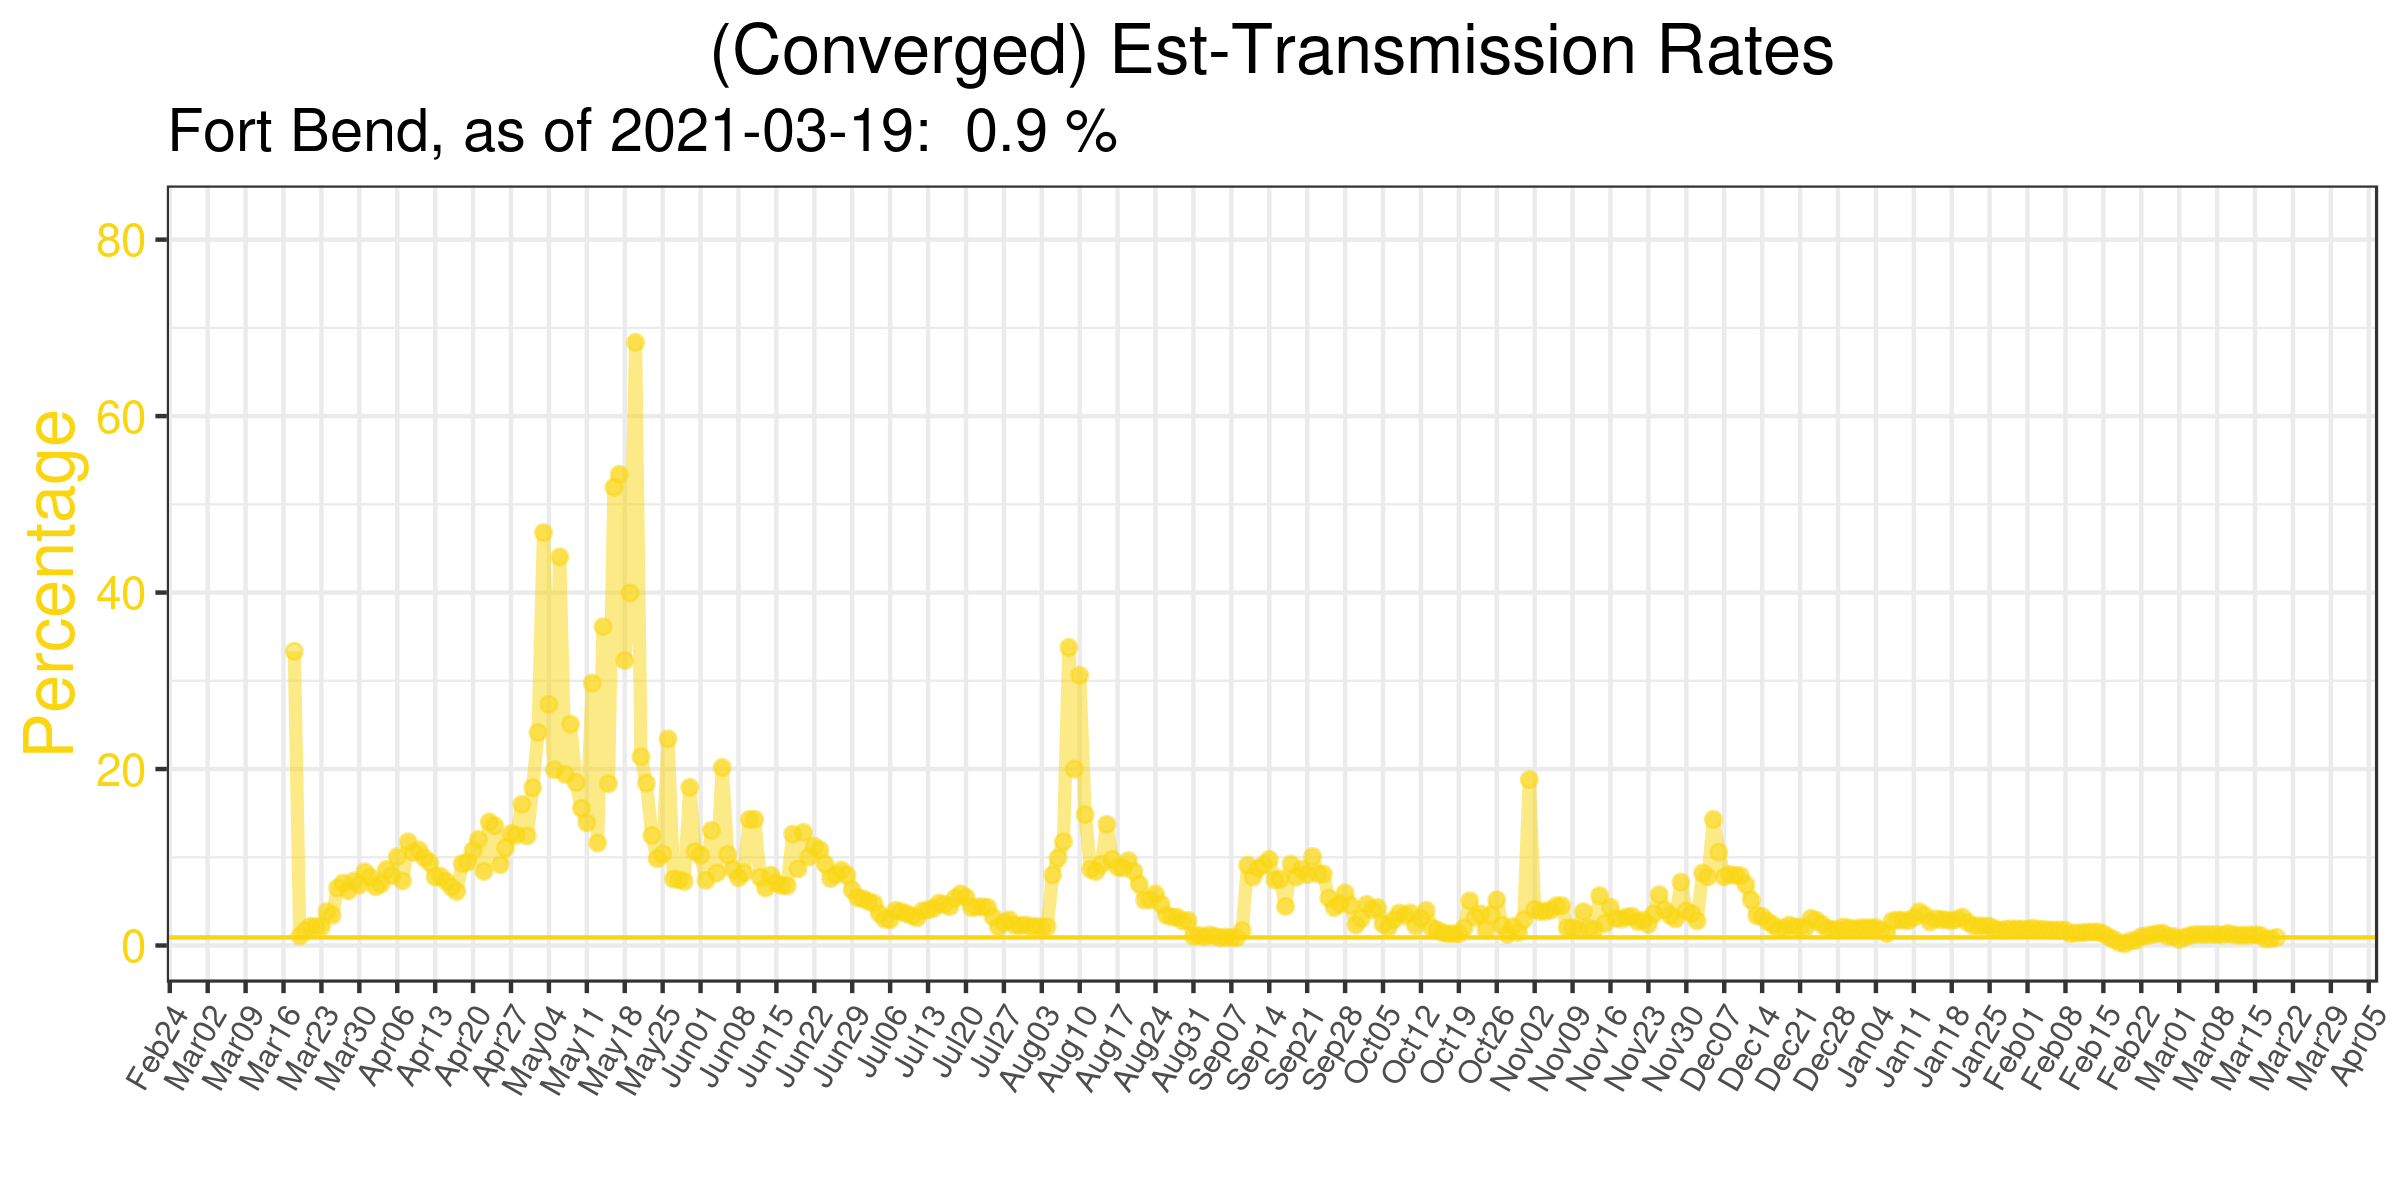 (Converged) Est-Transmission Rates
Fort Bend, as of 2021-03-19: 0.9 %
Percentage
80
60
40
20
0
Feb24
Mar02
Mar09
Mar16
Mar23
Mar30
Apr06
Apr13
Apr20
Apr27
May04
May11
May18
May25
Jun01
Jun08
Jun15
Jun22
Jun29
Jul06
Jul13
Jul20
Jul27
Aug03
Aug10
Aug17
Aug24
Aug31
Sep07
Sep14
Sep21
Sep28
Oct05
Oct12
Oct19
Oct26
Nov02
Nov09
Nov16
Nov23
Nov30
Dec07
Dec14
Dec21
Dec28
Jan04
Jan11
Jan18
Jan25
Feb01
Feb08
Feb15
Feb22
Mar01
Mar08
Mar15
Mar22
Mar29
Apr05